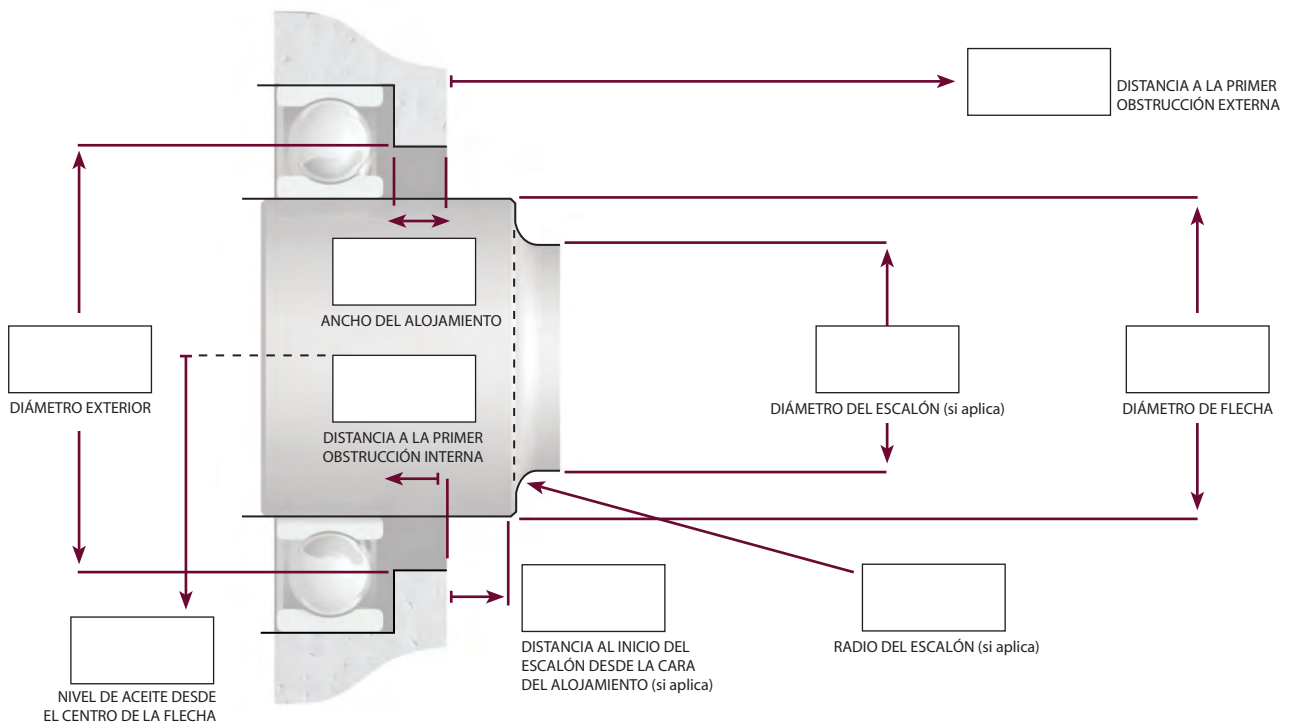 DISTANCIA A LA PRIMER
OBSTRUCCIÓN EXTERNA
ANCHO DEL ALOJAMIENTO
DIÁMETRO EXTERIOR
DIÁMETRO DEL ESCALÓN (si aplica)
DIÁMETRO DE FLECHA
DISTANCIA A LA PRIMER
OBSTRUCCIÓN INTERNA
DISTANCIA AL INICIO DEL
ESCALÓN DESDE LA CARA
DEL ALOJAMIENTO (si aplica)
RADIO DEL ESCALÓN (si aplica)
NIVEL DE ACEITE DESDE
EL CENTRO DE LA FLECHA